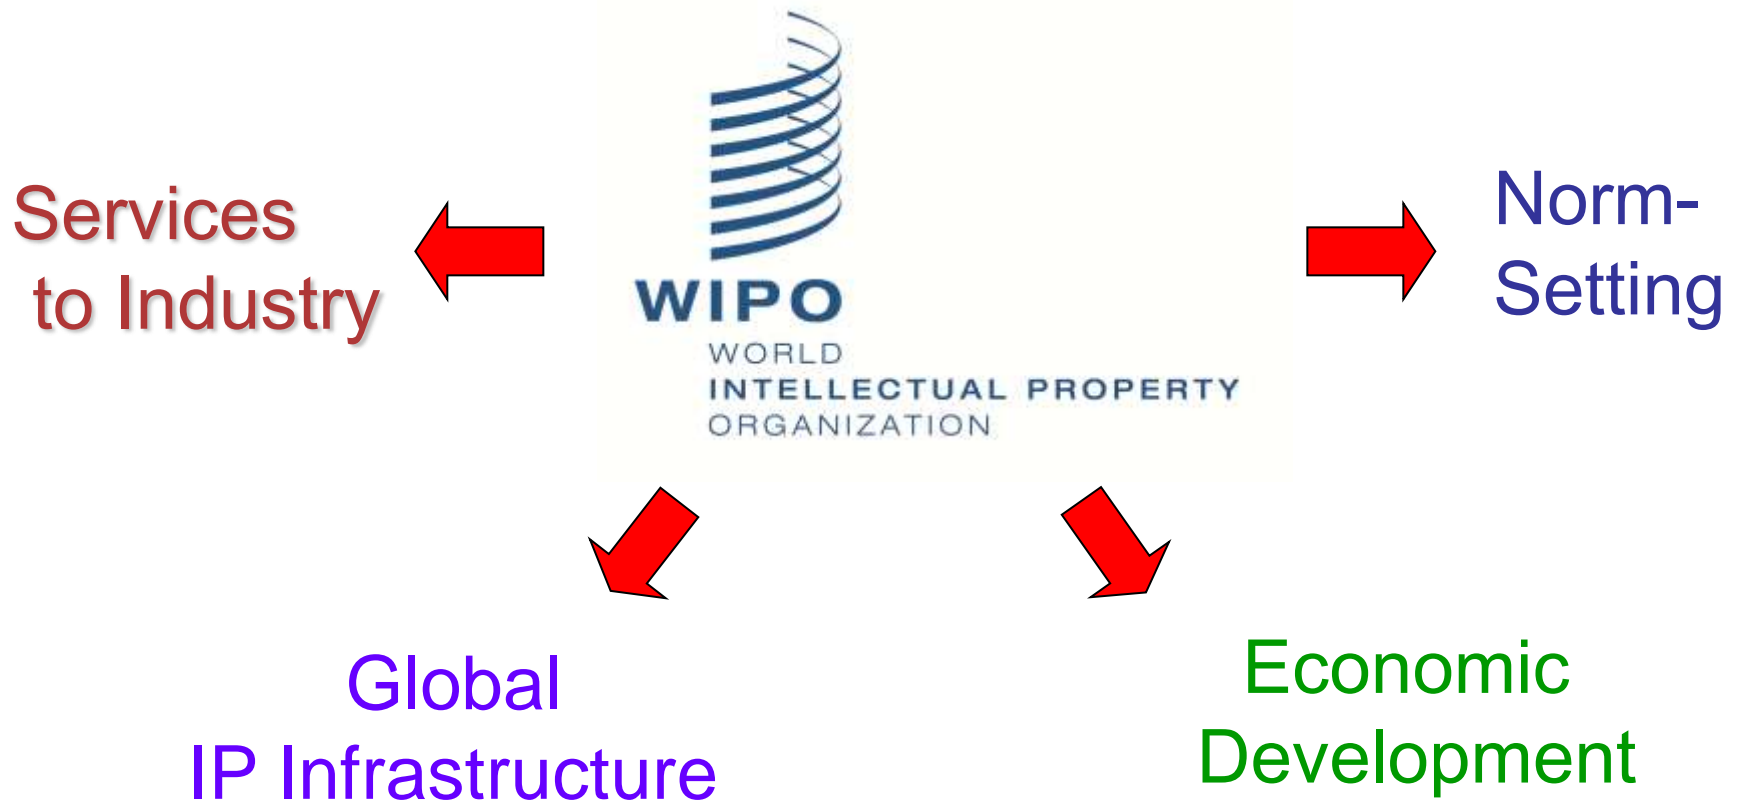 Services
to Industry
WIPO
WORLD
INTELLECTUAL PROPERTY
ORGANIZATION
Norm-
Setting
Global
IP Infrastructure
Economic
Development